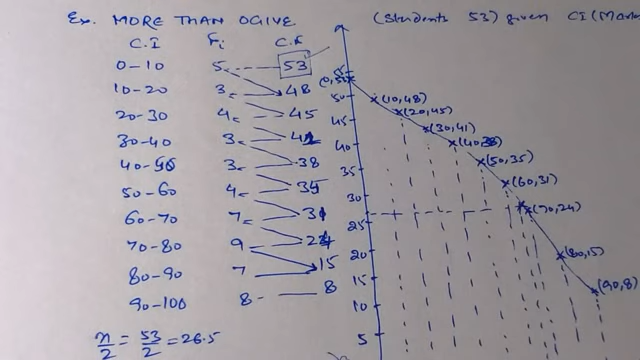 Ex. MORE THAN OGIVE (Students 53) given CI (Mar
C.I fi c.f
0-10 5 53
10-20 3 48
20-30 4 45
30-40 3 41
40-50 3 38
50-60 4 35
60-70 7 31
70-80 9 24
80-90 7 15
90-100 8 8
n/2 = 53/2 = 26.5
55
50
45
40
35
30
25
20
15
10
5
(10,48)
(20,45)
(30,41)
(40,38)
(50,35)
(60,31)
(70,24)
(80,15)
(90,8)